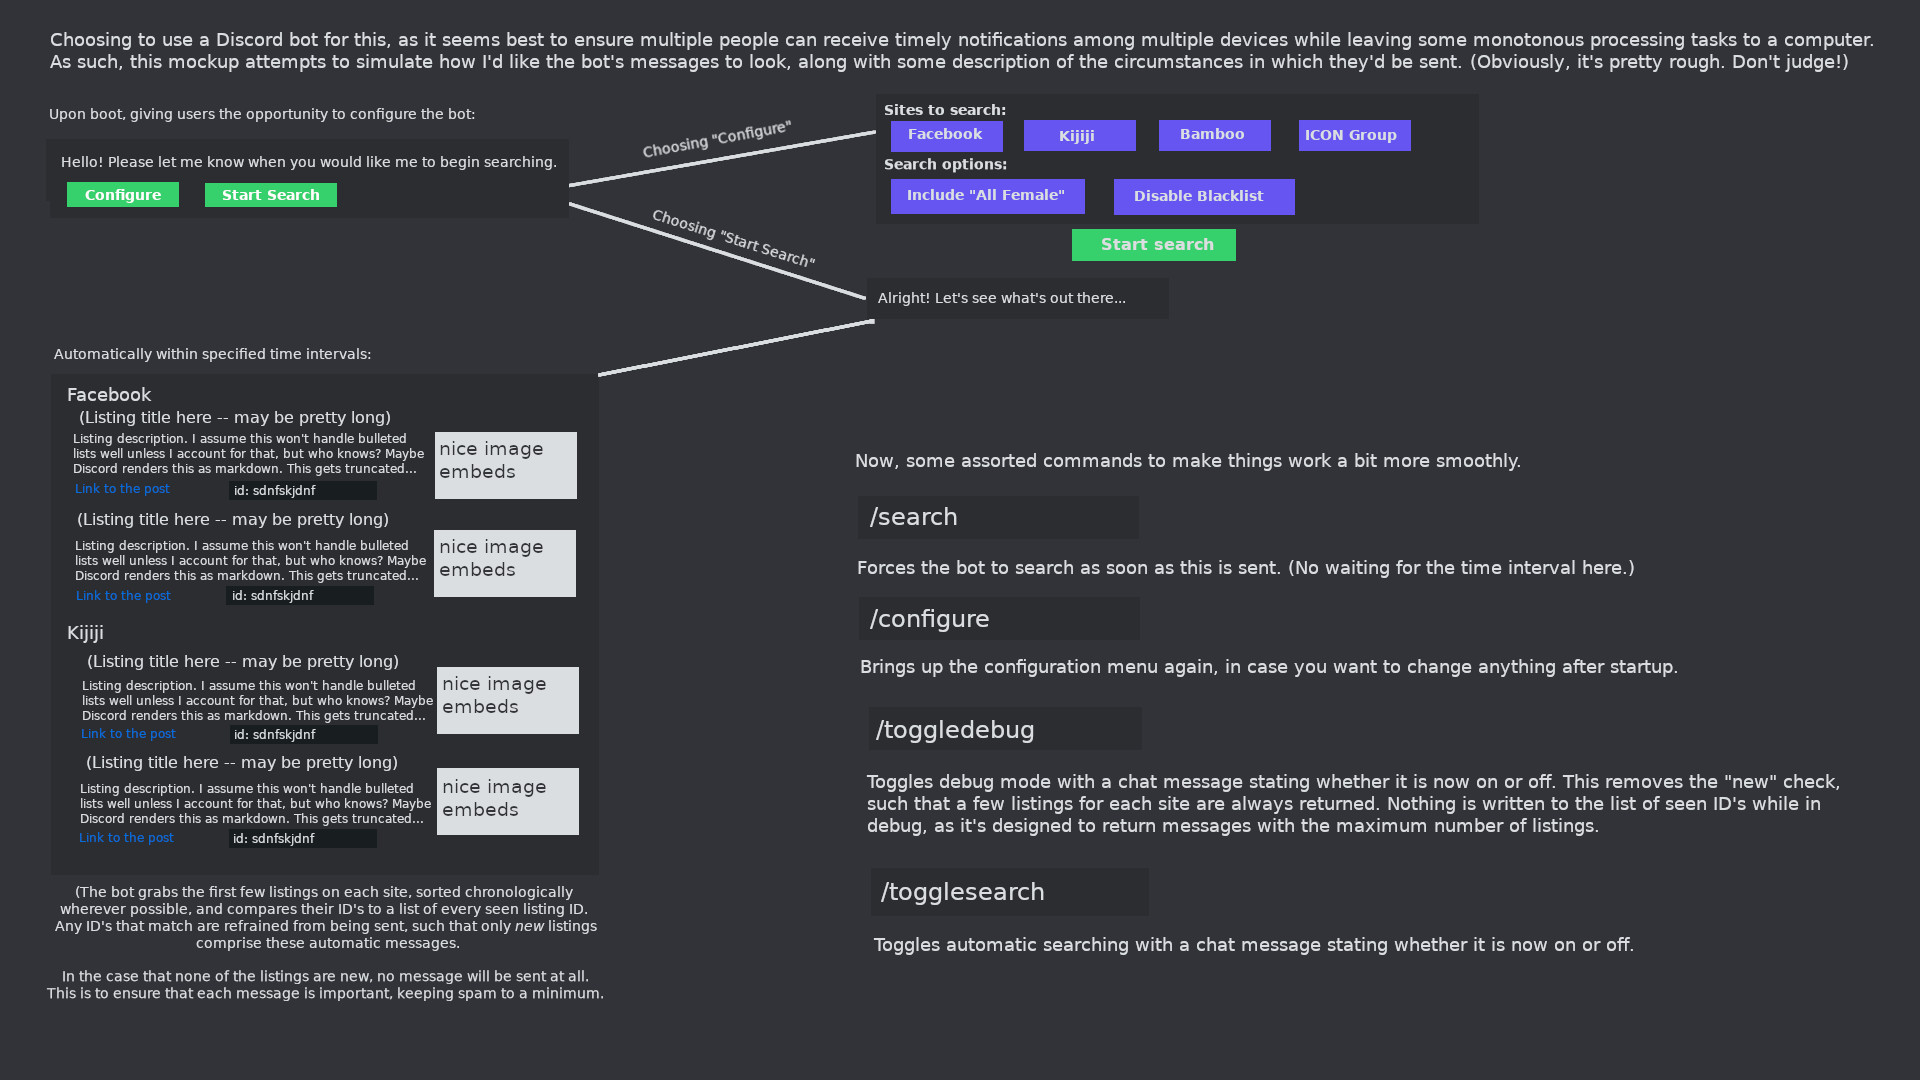 Choosing to use a Discord bot for this, as it seems best to ensure multiple people can receive timely notifications among multiple devices while leaving some monotonous processing tasks to a computer.
As such, this mockup attempts to simulate how I'd like the bot's messages to look, along with some description of the circumstances in which they'd be sent. (Obviously, it's pretty rough. Don't judge!)
Upon boot, giving users the opportunity to configure the bot:
Hello! Please let me know when you would like me to begin searching.
Configure
Start Search
Choosing "Configure"
Choosing "Start Search"
Sites to search:
Facebook
Kijiji
Bamboo
ICON Group
Search options:
Include "All Female"
Disable Blacklist
Start search
Alright! Let's see what's out there...
Automatically within specified time intervals:
Facebook
(Listing title here -- may be pretty long)
Listing description. I assume this won't handle bulleted
lists well unless I account for that, but who knows? Maybe
Discord renders this as markdown. This gets truncated...
nice image
embeds
Link to the post
id: sdnfskjdnf
(Listing title here -- may be pretty long)
Listing description. I assume this won't handle bulleted
lists well unless I account for that, but who knows? Maybe
Discord renders this as markdown. This gets truncated...
nice image
embeds
Link to the post
id: sdnfskjdnf
Kijiji
(Listing title here -- may be pretty long)
Listing description. I assume this won't handle bulleted
lists well unless I account for that, but who knows? Maybe
Discord renders this as markdown. This gets truncated...
nice image
embeds
Link to the post
id: sdnfskjdnf
(Listing title here -- may be pretty long)
Listing description. I assume this won't handle bulleted
lists well unless I account for that, but who knows? Maybe
Discord renders this as markdown. This gets truncated...
nice image
embeds
Link to the post
id: sdnfskjdnf
(The bot grabs the first few listings on each site, sorted chronologically
wherever possible, and compares their ID's to a list of every seen listing ID.
Any ID's that match are refrained from being sent, such that only new listings
comprise these automatic messages.
In the case that none of the listings are new, no message will be sent at all.
This is to ensure that each message is important, keeping spam to a minimum.
Now, some assorted commands to make things work a bit more smoothly.
/search
Forces the bot to search as soon as this is sent. (No waiting for the time interval here.)
/configure
Brings up the configuration menu again, in case you want to change anything after startup.
/toggledebug
Toggles debug mode with a chat message stating whether it is now on or off. This removes the "new" check,
such that a few listings for each site are always returned. Nothing is written to the list of seen ID's while in
debug, as it's designed to return messages with the maximum number of listings.
/togglesearch
Toggles automatic searching with a chat message stating whether it is now on or off.